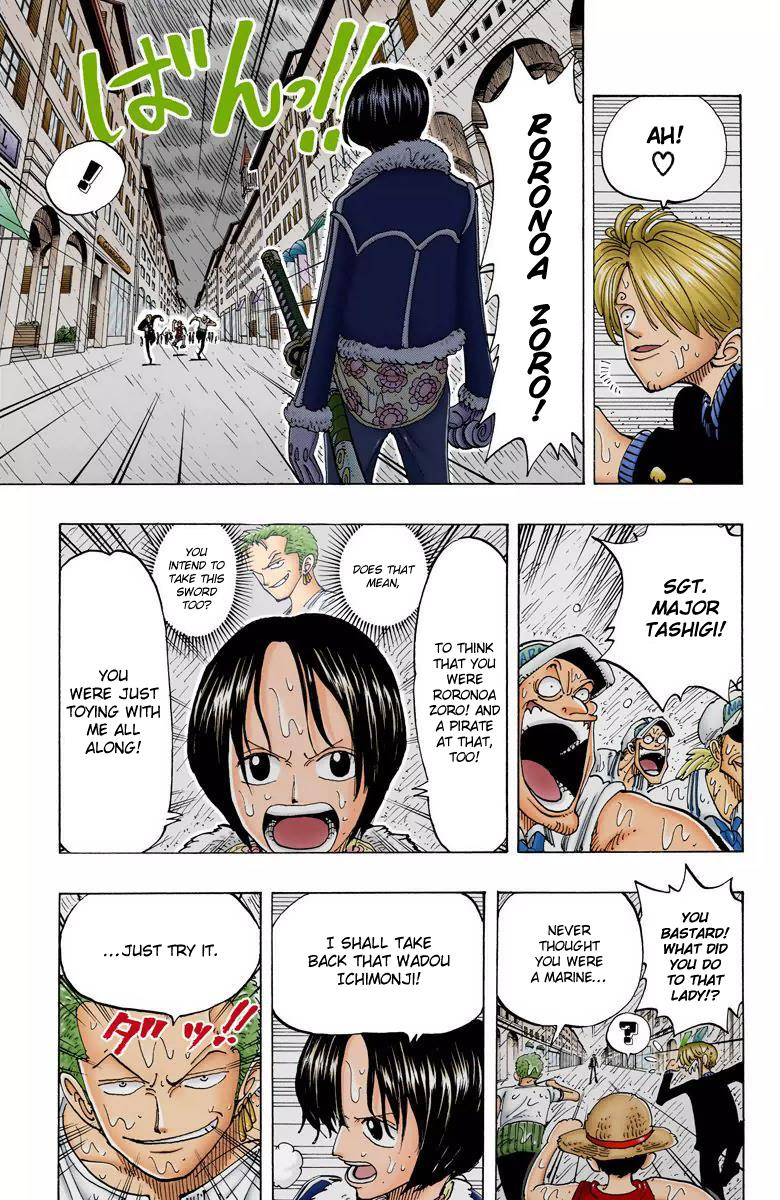 AH!
♡
RORONOA ZORO!
ばんっ!!
!
SGT.
MAJOR
TASHIGI!
TO THINK
THAT YOU
WERE
RORONOA
ZORO! AND
A PIRATE
AT THAT,
TOO!
DOES THAT
MEAN,
YOU
INTEND TO
TAKE THIS
SWORD
TOO?
YOU
WERE JUST
TOYING WITH
ME ALL
ALONG!
YOU
BASTARD!
WHAT DID
YOU DO
TO THAT
LADY!?
NEVER
THOUGHT
YOU WERE
A MARINE...
?
I SHALL TAKE
BACK THAT WADOU
ICHIMONJI!
...JUST TRY IT.
ダッ!!